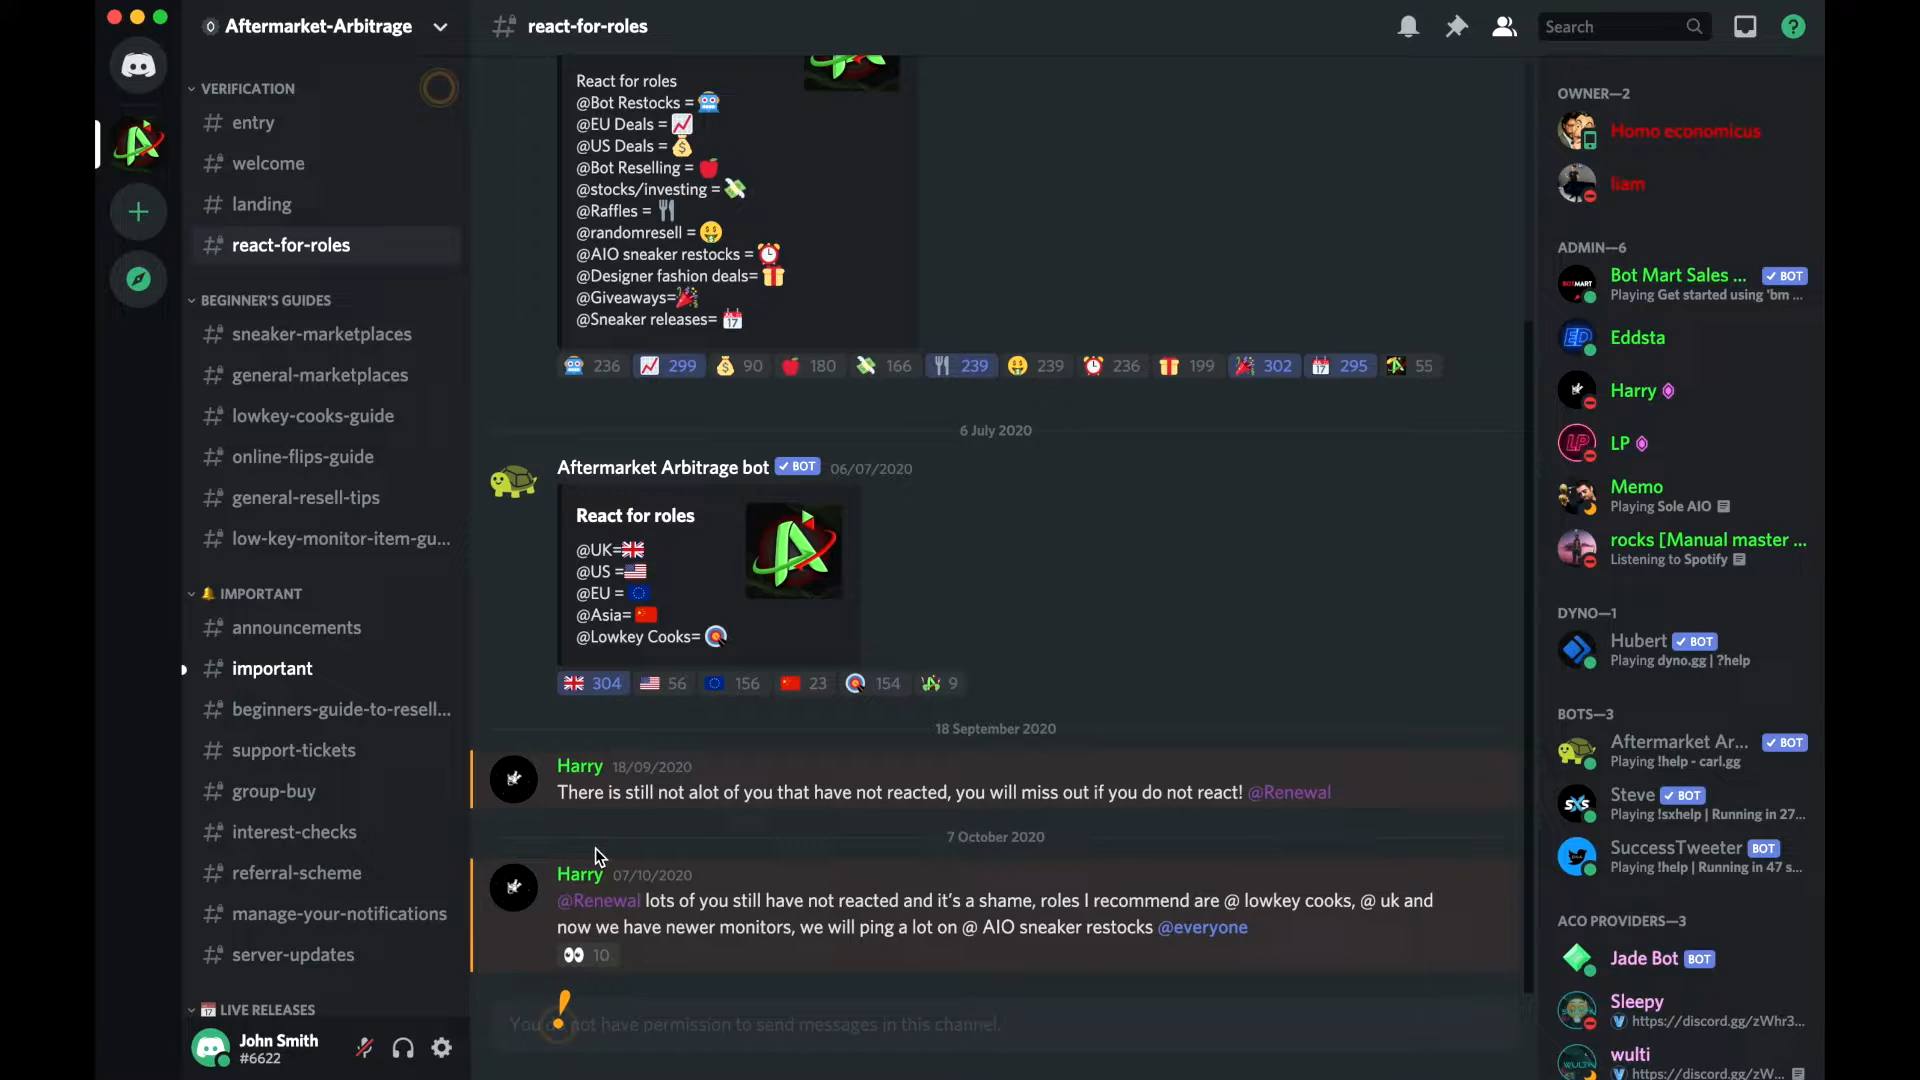 Aftermarket-Arbitrage
VERIFICATION
entry
welcome
landing
react-for-roles
BEGINNER'S GUIDES
sneaker-marketplaces
general-marketplaces
lowkey-cooks-guide
online-flips-guide
general-resell-tips
low-key-monitor-item-gu...
IMPORTANT
announcements
important
beginners-guide-to-resell...
support-tickets
group-buy
interest-checks
referral-scheme
manage-your-notifications
server-updates
LIVE RELEASES
John Smith
#6622
react-for-roles
Search
React for roles
@Bot Restocks =
@EU Deals =
@US Deals =
@Bot Reselling =
@stocks/investing =
@Raffles =
@randomresell =
@AIO sneaker restocks =
@Designer fashion deals=
@Giveaways=
@Sneaker releases=
236 299 90 180 166 239 239 236 199 302 295 55
6 July 2020
Aftermarket Arbitrage bot BOT 06/07/2020
React for roles
@UK=
@US =
@EU =
@Asia=
@Lowkey Cooks=
304 56 156 23 154 9
18 September 2020
Harry 18/09/2020
There is still not alot of you that have not reacted, you will miss out if you do not react! @Renewal
7 October 2020
Harry 07/10/2020
@Renewal lots of you still have not reacted and it's a shame, roles I recommend are @ lowkey cooks, @ uk and
now we have newer monitors, we will ping a lot on @ AIO sneaker restocks @everyone
10
You do not have permission to send messages in this channel.
OWNER—2
Homo economicus
liam
ADMIN—6
Bot Mart Sales ... BOT
Playing Get started using 'bm ...
Eddsta
Harry
LP
Memo
Playing Sole AIO
rocks [Manual master ...
Listening to Spotify
DYNO—1
Hubert BOT
Playing dyno.gg | ?help
BOTS—3
Aftermarket Ar... BOT
Playing !help - carl.gg
Steve BOT
Playing !sxhelp | Running in 27...
SuccessTweeter BOT
Playing !help | Running in 47 s...
ACO PROVIDERS—3
Jade Bot BOT
Sleepy
https://discord.gg/zWhr3...
wulti
https://discord.gg/zW...